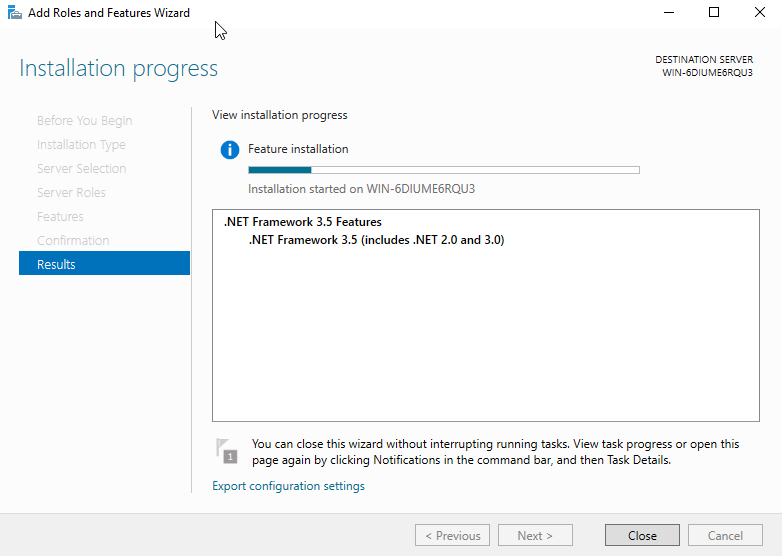 Add Roles and Features Wizard
Installation progress
DESTINATION SERVER
WIN-6DIUME6RQU3
Before You Begin
Installation Type
Server Selection
Server Roles
Features
Confirmation
Results
View installation progress
Feature installation
Installation started on WIN-6DIUME6RQU3
.NET Framework 3.5 Features
.NET Framework 3.5 (includes .NET 2.0 and 3.0)
1
You can close this wizard without interrupting running tasks. View task progress or open this
page again by clicking Notifications in the command bar, and then Task Details.
Export configuration settings
< Previous
Next >
Close
Cancel